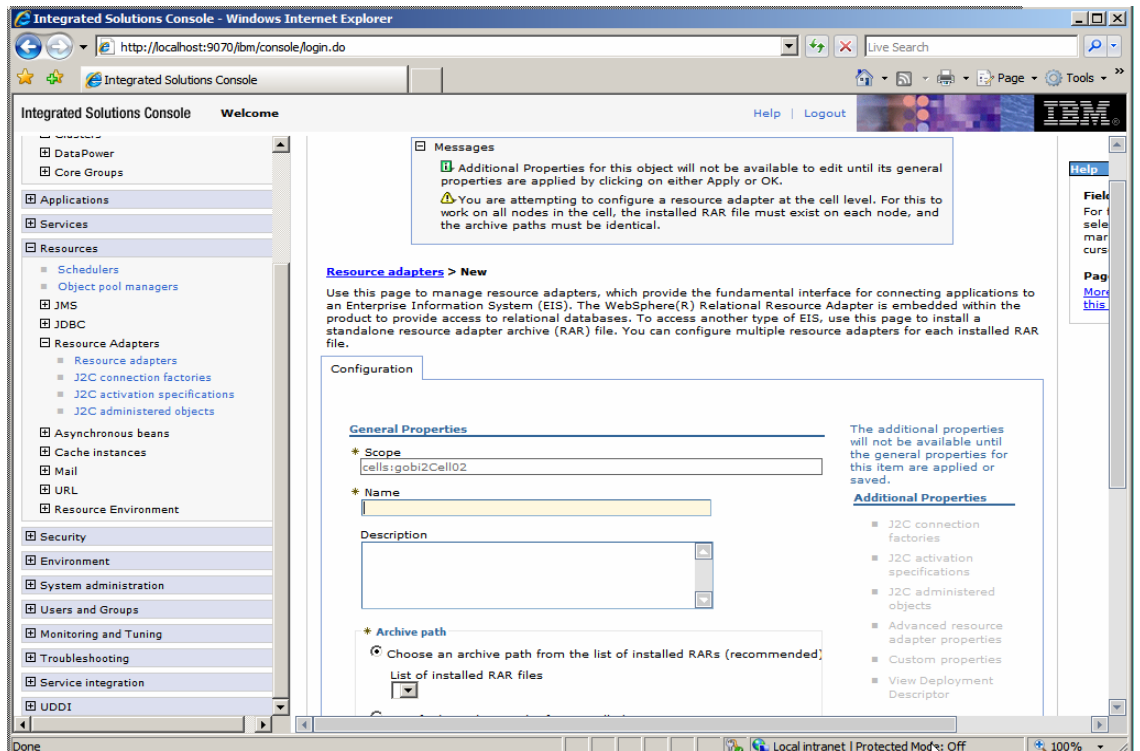 Integrated Solutions Console - Windows Internet Explorer
http://localhost:9070/ibm/console/login.do
Live Search
Integrated Solutions Console
Page
Tools
Integrated Solutions Console Welcome
Help | Logout
IBM
Clusters
DataPower
Core Groups
Applications
Services
Resources
Schedulers
Object pool managers
JMS
JDBC
Resource Adapters
Resource adapters
J2C connection factories
J2C activation specifications
J2C administered objects
Asynchronous beans
Cache instances
Mail
URL
Resource Environment
Security
Environment
System administration
Users and Groups
Monitoring and Tuning
Troubleshooting
Service integration
UDDI
Messages
Additional Properties for this object will not be available to edit until its general
properties are applied by clicking on either Apply or OK.
You are attempting to configure a resource adapter at the cell level. For this to
work on all nodes in the cell, the installed RAR file must exist on each node, and
the archive paths must be identical.
Resource adapters > New
Use this page to manage resource adapters, which provide the fundamental interface for connecting applications to
an Enterprise Information System (EIS). The WebSphere(R) Relational Resource Adapter is embedded within the
product to provide access to relational databases. To access another type of EIS, use this page to install a
standalone resource adapter archive (RAR) file. You can configure multiple resource adapters for each installed RAR
file.
Configuration
General Properties
* Scope
cells:gobi2Cell02
* Name
Description
* Archive path
Choose an archive path from the list of installed RARs (recommended)
List of installed RAR files
The additional properties
will not be available until
the general properties for
this item are applied or
saved.
Additional Properties
J2C connection
factories
J2C activation
specifications
J2C administered
objects
Advanced resource
adapter properties
Custom properties
View Deployment
Descriptor
Help
Field
For
sele
mar
curs
Page
More
this
Done
Local intranet | Protected Mode: Off
100%